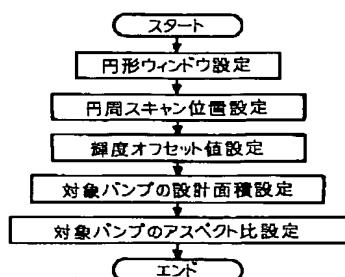 スタート
円形ウィンドウ設定
円周スキャン位置設定
輝度オフセット値設定
対象バンプの設計面積設定
対象バンプのアスペクト比設定
エンド